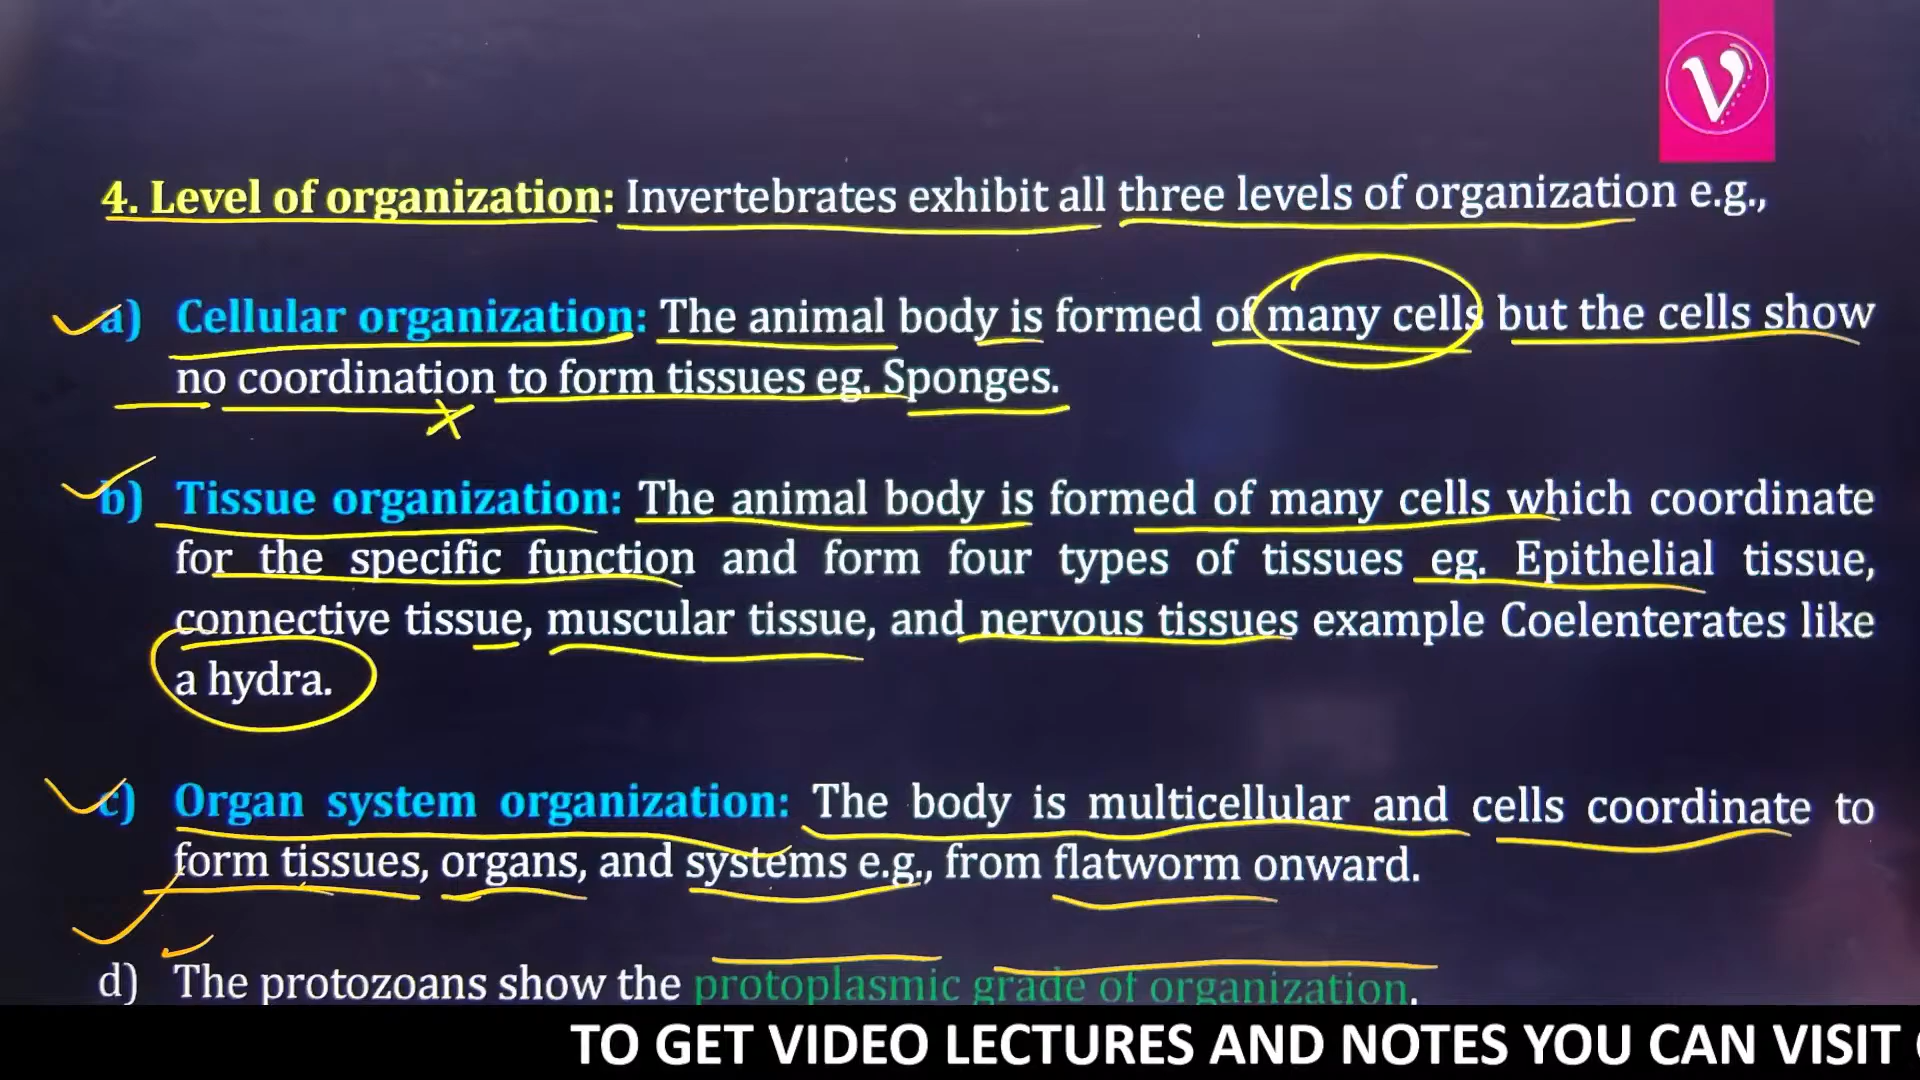 V
4. Level of organization: Invertebrates exhibit all three levels of organization e.g.,
a) Cellular organization: The animal body is formed of many cells but the cells show
no coordination to form tissues eg. Sponges.
b) Tissue organization: The animal body is formed of many cells which coordinate
for the specific function and form four types of tissues eg. Epithelial tissue,
connective tissue, muscular tissue, and nervous tissues example Coelenterates like
a hydra.
c) Organ system organization: The body is multicellular and cells coordinate to
form tissues, organs, and systems e.g., from flatworm onward.
d) The protozoans show the protoplasmic grade of organization.
TO GET VIDEO LECTURES AND NOTES YOU CAN VISIT